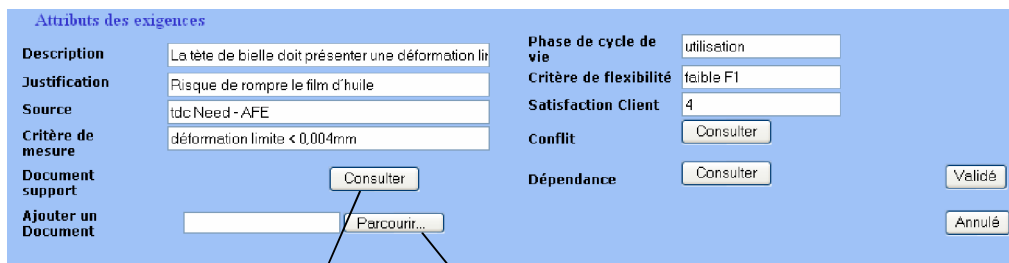 Attributs des exigences
Description
La tète de bielle doit présenter une déformation lin
Justification
Risque de rompre le film d'huile
Source
tdc Need - AFE
Critère de
mesure
déformation limite < 0,004mm
Document
support
Consulter
Ajouter un
Document
Parcourir...
Phase de cycle de
vie
utilisation
Critère de flexibilité
faible F1
Satisfaction Client
4
Conflit
Consulter
Dépendance
Consulter
Validé
Annulé